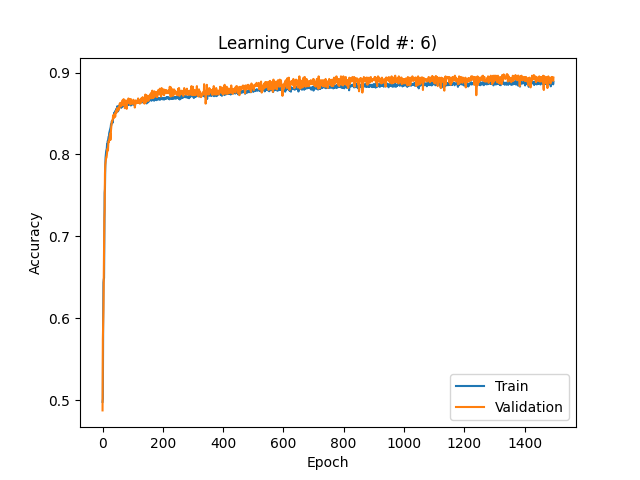 Learning Curve (Fold #: 6)
Accuracy
0.9
0.8
0.7
0.6
0.5
0 200 400 600 800 1000 1200 1400
Epoch
Train
Validation